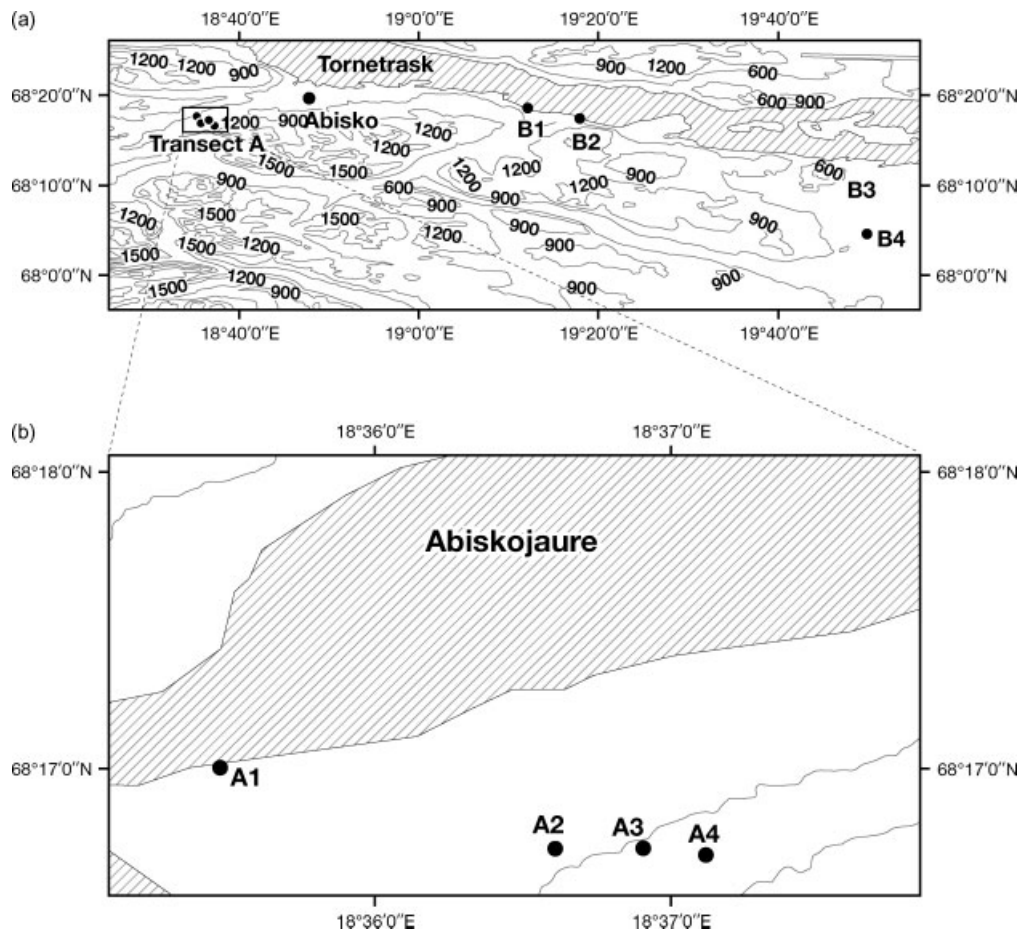 (a)
18°40'0"E 19°0'0"E 19°20'0"E 19°40'0"E
1200 1200 900 Tornetrask 900 1200 600
68°20'0"N 600 900 68°20'0"N
1200 900 Abisko 1200 B1 B2
Transect A
1500 1500 1200 1200 900 600
68°10'0"N 900 600 900 1200 B3 68°10'0"N
1200 1500 1500 900 900 900
1500 1200 1200 B4
1500
68°0'0"N 1200 900 68°0'0"N
1500 900 900
18°40'0"E 19°0'0"E 19°20'0"E 19°40'0"E
(b)
18°36'0"E 18°37'0"E
68°18'0"N 68°18'0"N
Abiskojaure
68°17'0"N 68°17'0"N
A1
A2 A3 A4
18°36'0"E 18°37'0"E